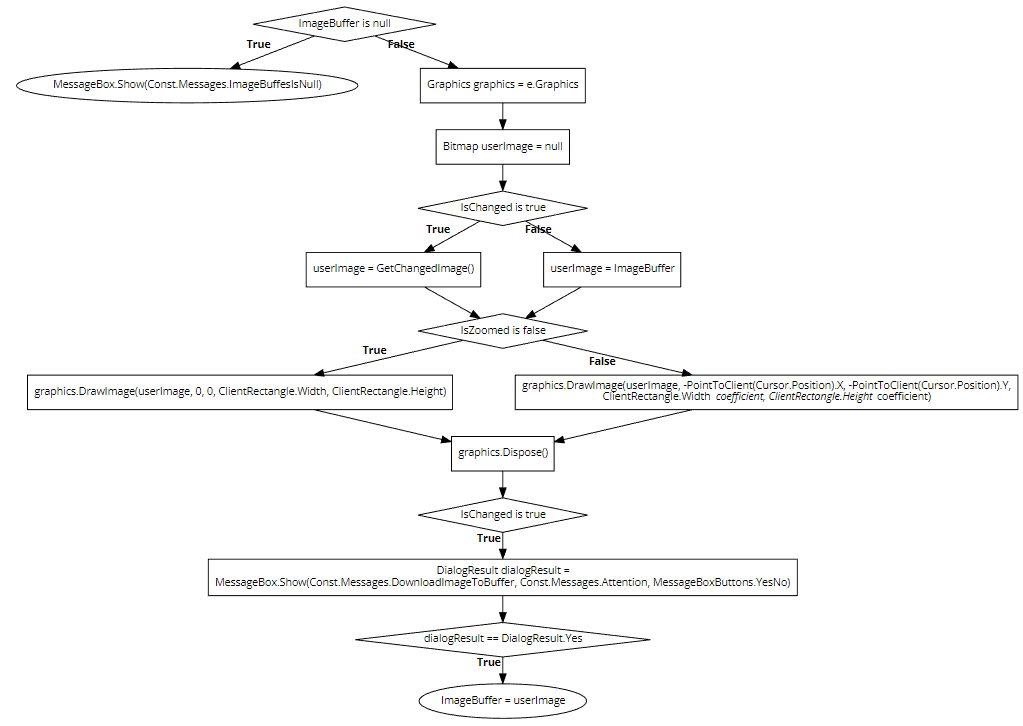 ImageBuffer is null
True
False
MessageBox.Show(Const.Messages.ImageBuffesIsNull)
Graphics graphics = e.Graphics
Bitmap userImage = null
IsChanged is true
True
False
userImage = GetChangedImage()
userImage = ImageBuffer
IsZoomed is false
True
False
graphics.DrawImage(userImage, 0, 0, ClientRectangle.Width, ClientRectangle.Height)
graphics.DrawImage(userImage, -PointToClient(Cursor.Position).X, -PointToClient(Cursor.Position).Y,
ClientRectangle.Width coefficient, ClientRectangle.Height coefficient)
graphics.Dispose()
IsChanged is true
True
DialogResult dialogResult =
MessageBox.Show(Const.Messages.DownloadImageToBuffer, Const.Messages.Attention, MessageBoxButtons.YesNo)
dialogResult == DialogResult.Yes
True
ImageBuffer = userImage